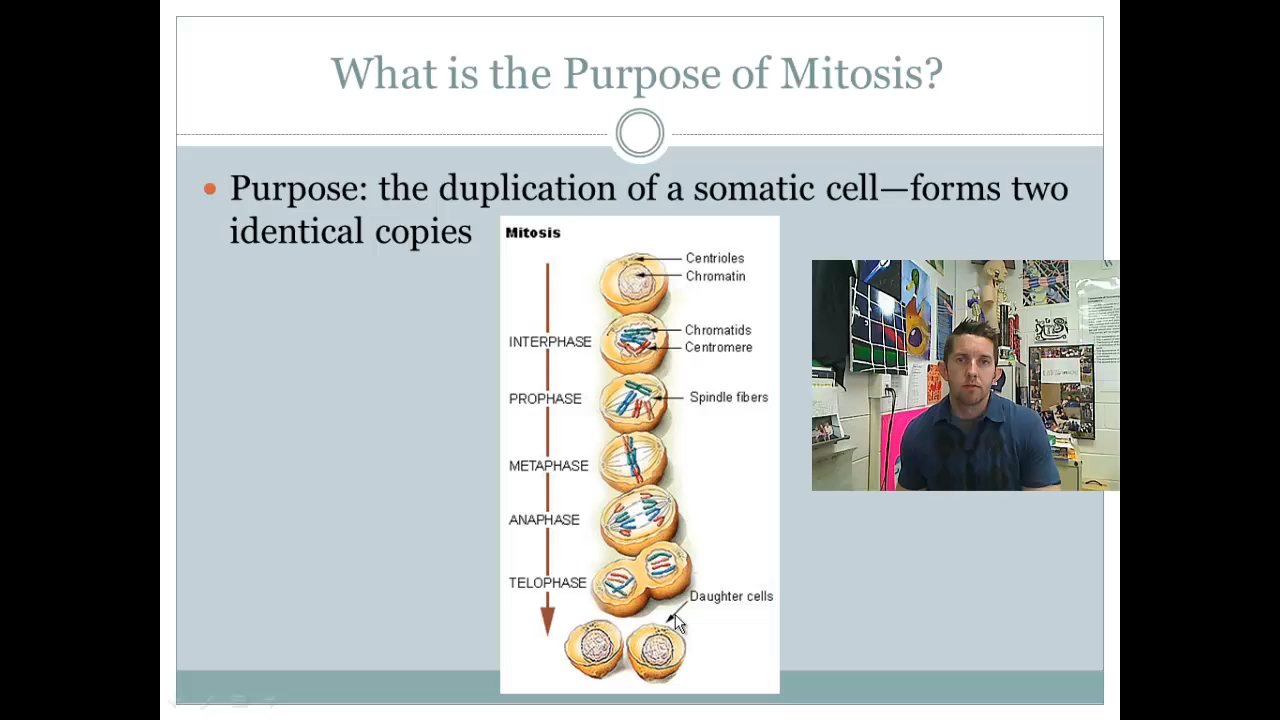 What is the Purpose of Mitosis?
• Purpose: the duplication of a somatic cell—forms two
identical copies
Mitosis
Centrioles
Chromatin
Chromatids
INTERPHASE
Centromere
PROPHASE
Spindle fibers
METAPHASE
ANAPHASE
TELOPHASE
Daughter cells